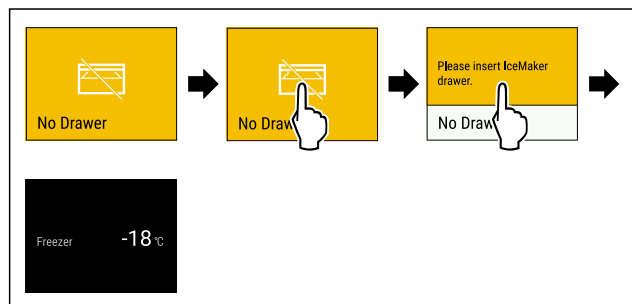 No Drawer
No Draw
Please insert IceMaker
drawer.
No Draw
Freezer -18 °C